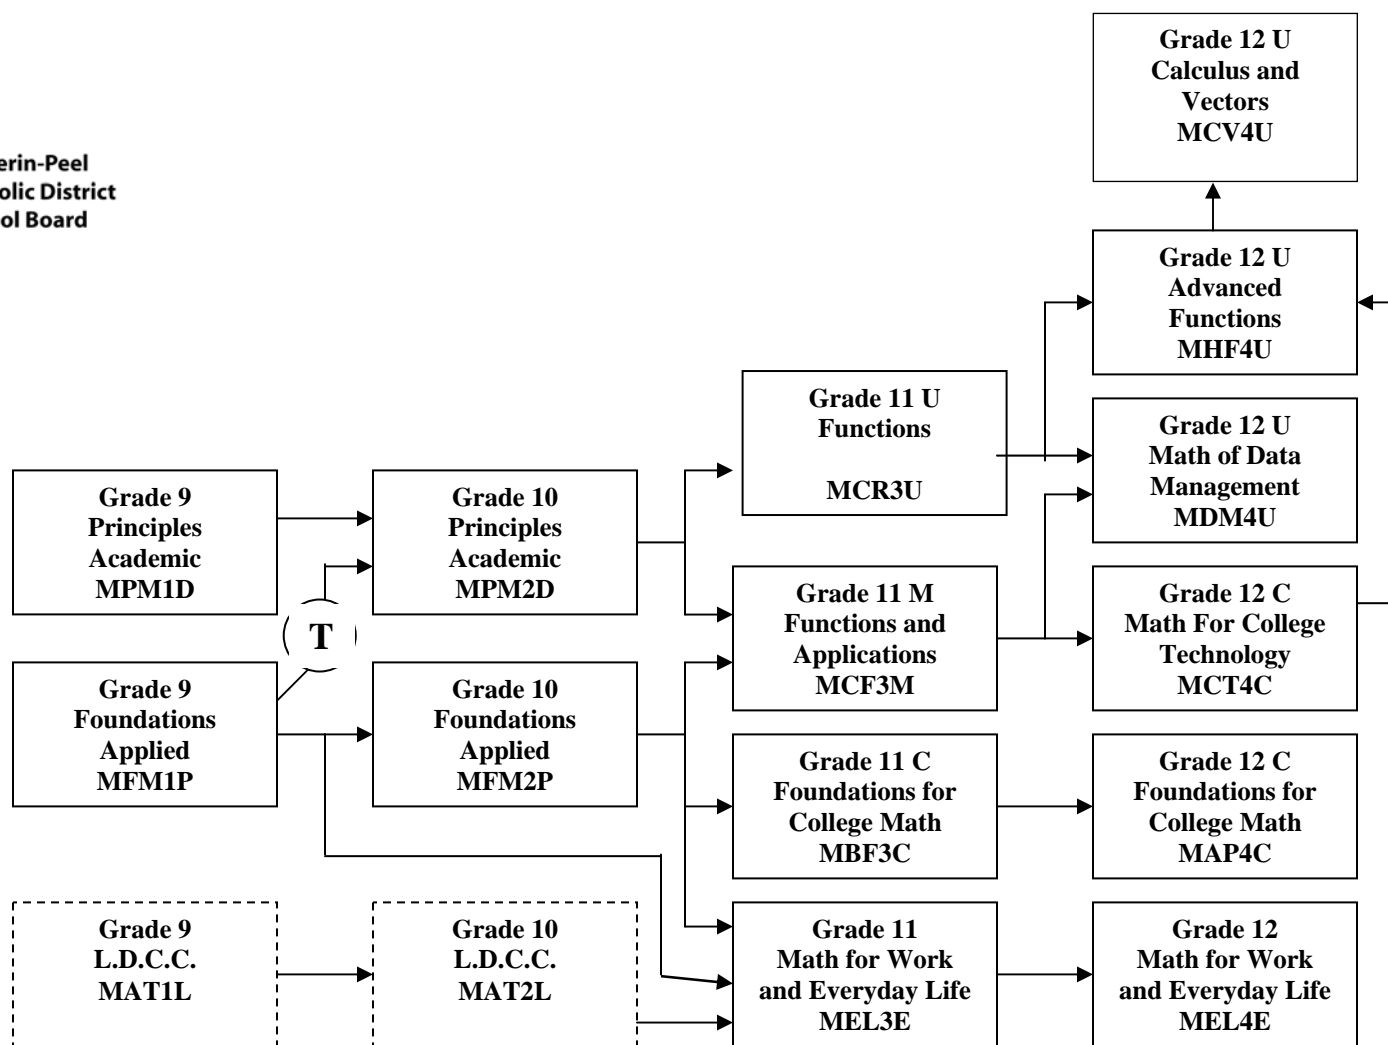 Grade 12 U
Calculus and
Vectors
MCV4U
erin-Peel
olic District
ol Board
Grade 12 U
Advanced
Functions
MHF4U
Grade 11 U
Functions
MCR3U
Grade 12 U
Math of Data
Management
MDM4U
Grade 9
Principles
Academic
MPM1D
Grade 10
Principles
Academic
MPM2D
Grade 11 M
Functions and
Applications
MCF3M
Grade 12 C
Math For College
Technology
MCT4C
T
Grade 9
Foundations
Applied
MFM1P
Grade 10
Foundations
Applied
MFM2P
Grade 11 C
Foundations for
College Math
MBF3C
Grade 12 C
Foundations for
College Math
MAP4C
Grade 9
L.D.C.C.
MAT1L
Grade 10
L.D.C.C.
MAT2L
Grade 11
Math for Work
and Everyday Life
MEL3E
Grade 12
Math for Work
and Everyday Life
MEL4E